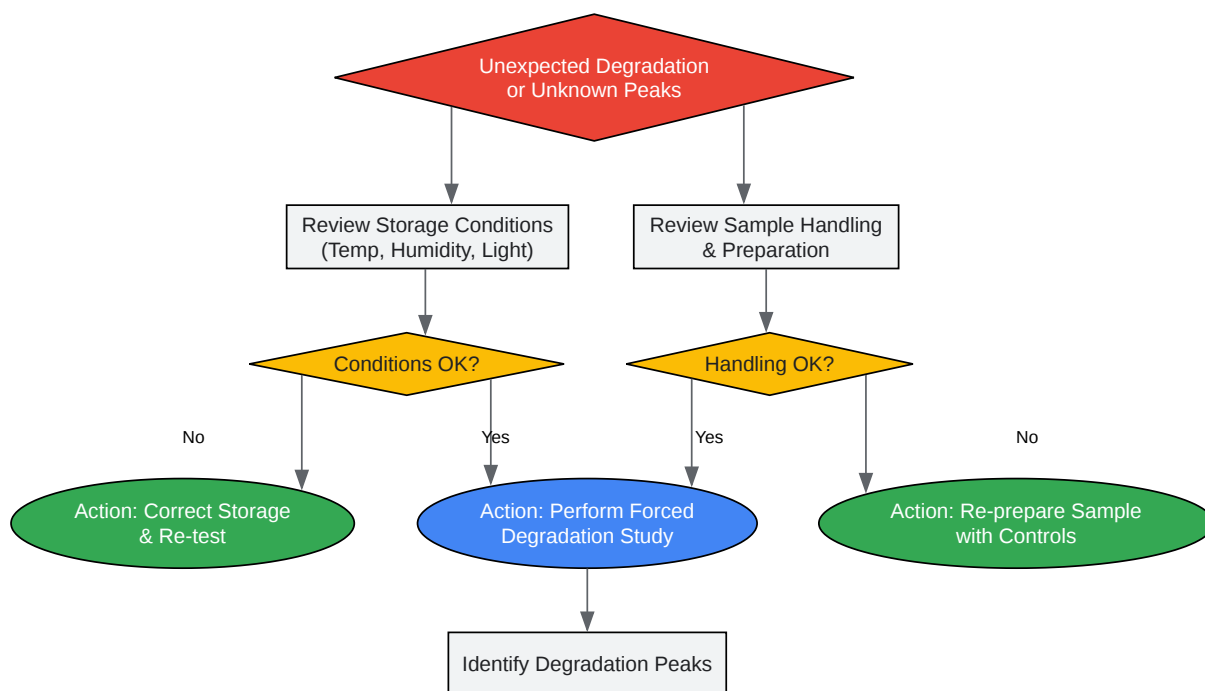 Unexpected Degradation
or Unknown Peaks
Review Storage Conditions
(Temp, Humidity, Light)
Review Sample Handling
& Preparation
Conditions OK?
Handling OK?
No
Yes
Yes
No
Action: Correct Storage
& Re-test
Action: Perform Forced
Degradation Study
Action: Re-prepare Sample
with Controls
Identify Degradation Peaks